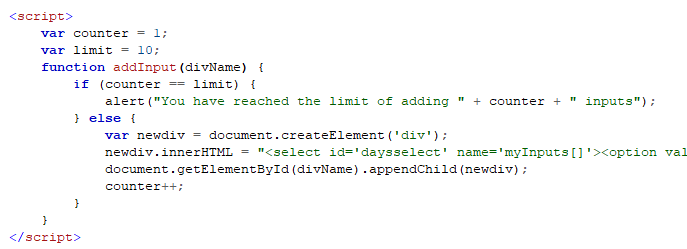 <script>
    var counter = 1;
    var limit = 10;
    function addInput(divName) {
        if (counter == limit) {
            alert("You have reached the limit of adding " + counter + " inputs");
        } else {
            var newdiv = document.createElement('div');
            newdiv.innerHTML = "<select id='daysselect' name='myInputs[]'><option val
            document.getElementById(divName).appendChild(newdiv);
            counter++;
        }
    }
</script>